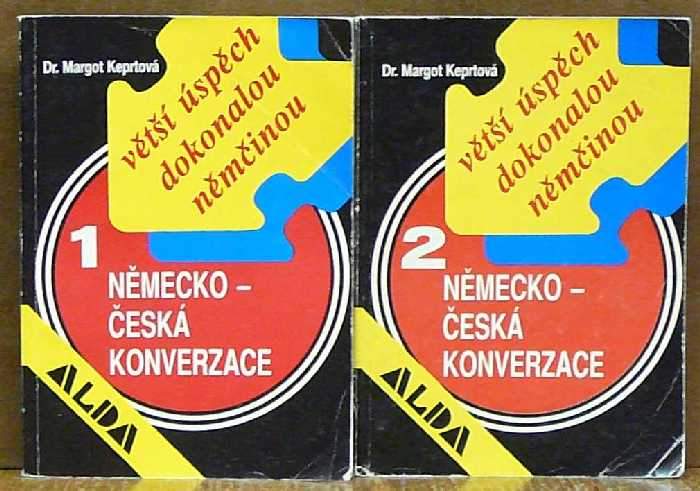 Dr. Margot Keprtová
větší úspěch
dokonalou
němčinou
1
NĚMECKO –
ČESKÁ
KONVERZACE
ALDA
Dr. Margot Keprtová
větší úspěch
dokonalou
němčinou
2
NĚMECKO –
ČESKÁ
KONVERZACE
ALDA